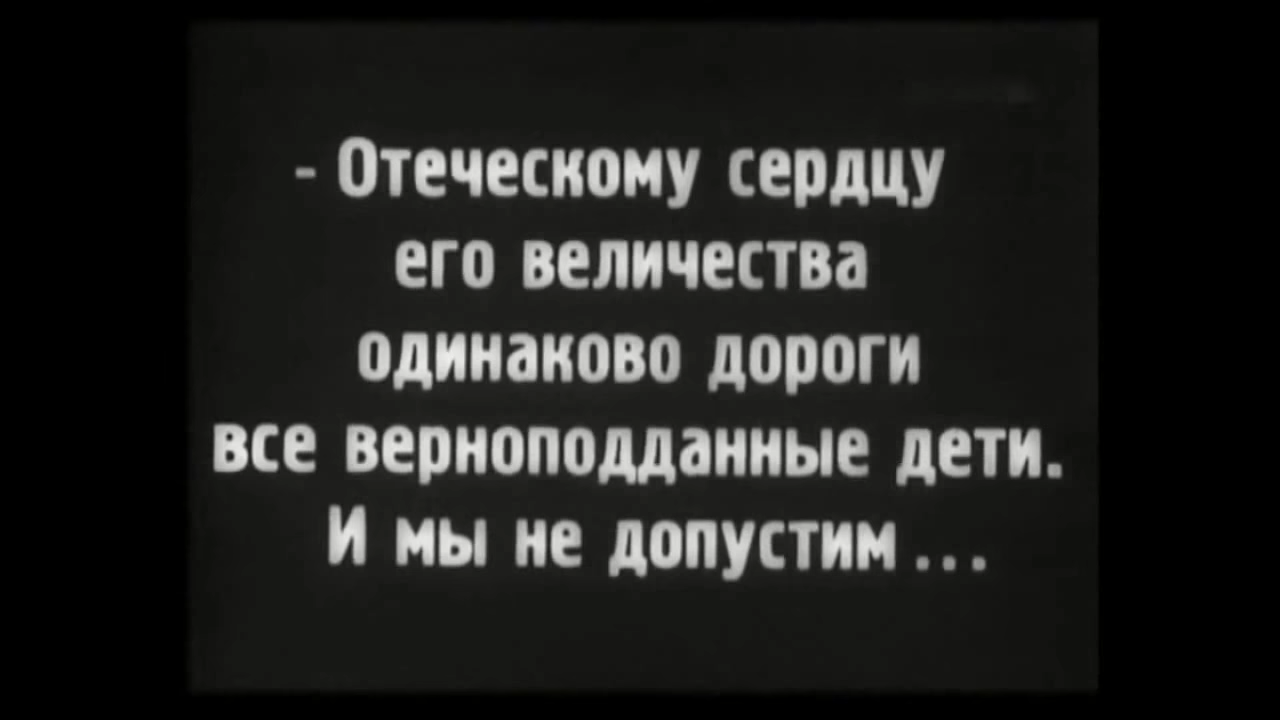 - Отеческому сердцу
его величества
одинаково дороги
все верноподданные дети.
И мы не допустим...